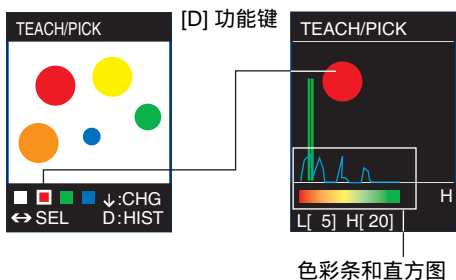 [D] 功能键
TEACH/PICK
↓:CHG
↔ SEL D:HIST
TEACH/PICK
H
L[ 5] H[ 20]
色彩条和直方图